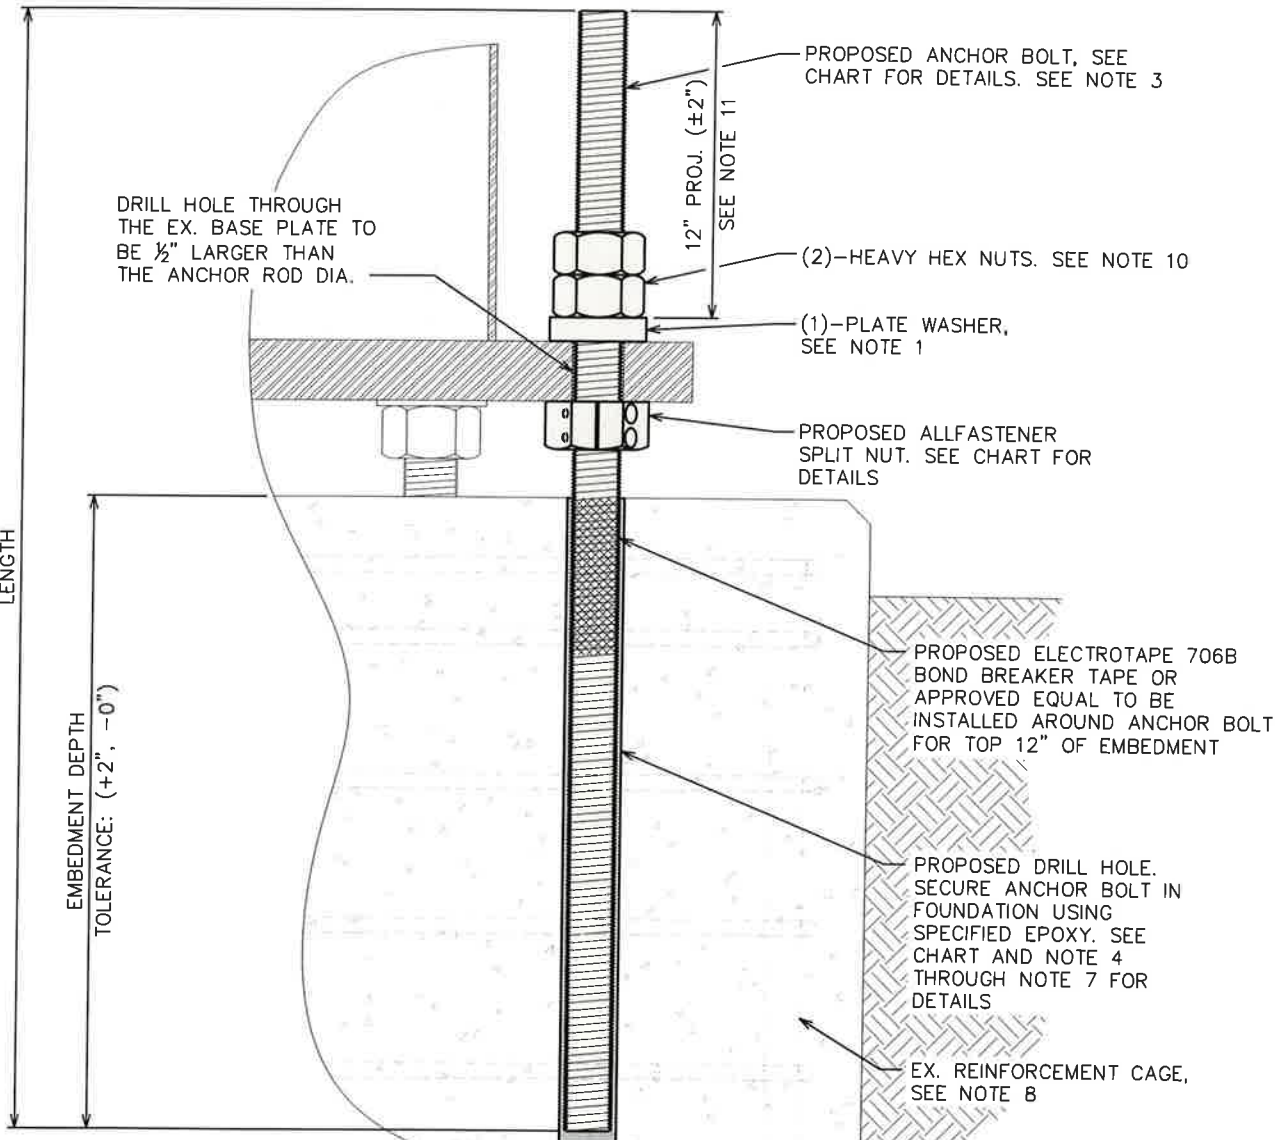 PROPOSED ANCHOR BOLT, SEE
CHART FOR DETAILS. SEE NOTE 3
12" PROJ. (±2")
SEE NOTE 11
DRILL HOLE THROUGH
THE EX. BASE PLATE TO
BE ½" LARGER THAN
THE ANCHOR ROD DIA.
(2)-HEAVY HEX NUTS. SEE NOTE 10
(1)-PLATE WASHER,
SEE NOTE 1
PROPOSED ALLFASTENER
SPLIT NUT. SEE CHART FOR
DETAILS
LENGTH
EMBEDMENT DEPTH
TOLERANCE: (+2", -0")
PROPOSED ELECTROTAPE 706B
BOND BREAKER TAPE OR
APPROVED EQUAL TO BE
INSTALLED AROUND ANCHOR BOLT
FOR TOP 12" OF EMBEDMENT
PROPOSED DRILL HOLE.
SECURE ANCHOR BOLT IN
FOUNDATION USING
SPECIFIED EPOXY. SEE
CHART AND NOTE 4
THROUGH NOTE 7 FOR
DETAILS
EX. REINFORCEMENT CAGE,
SEE NOTE 8